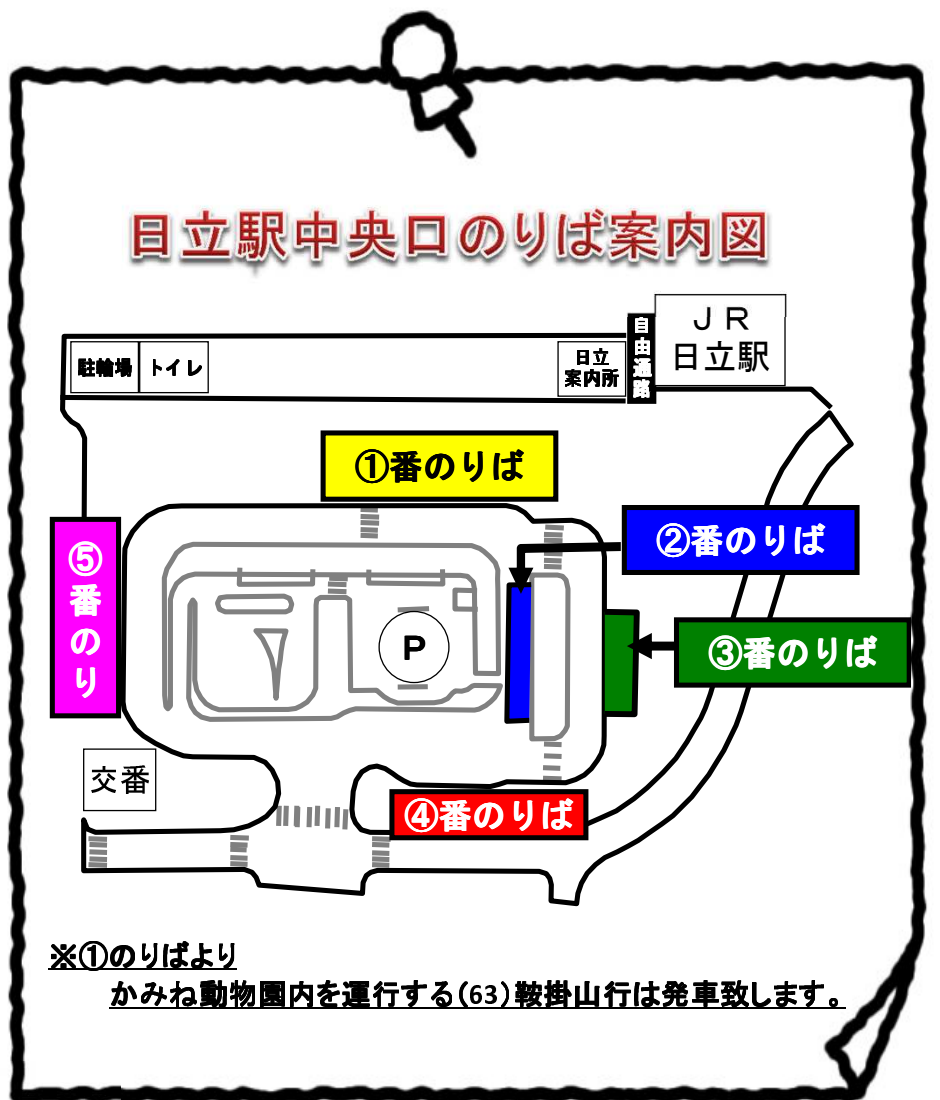 日立駅中央口のりば案内図
JR
日立駅
自由通路
駐輪場
トイレ
日立
案内所
①番のりば
②番のりば
⑤番のり
P
③番のりば
交番
④番のりば
※①のりばより
かみね動物園内を運行する(63)鞍掛山行は発車致します。